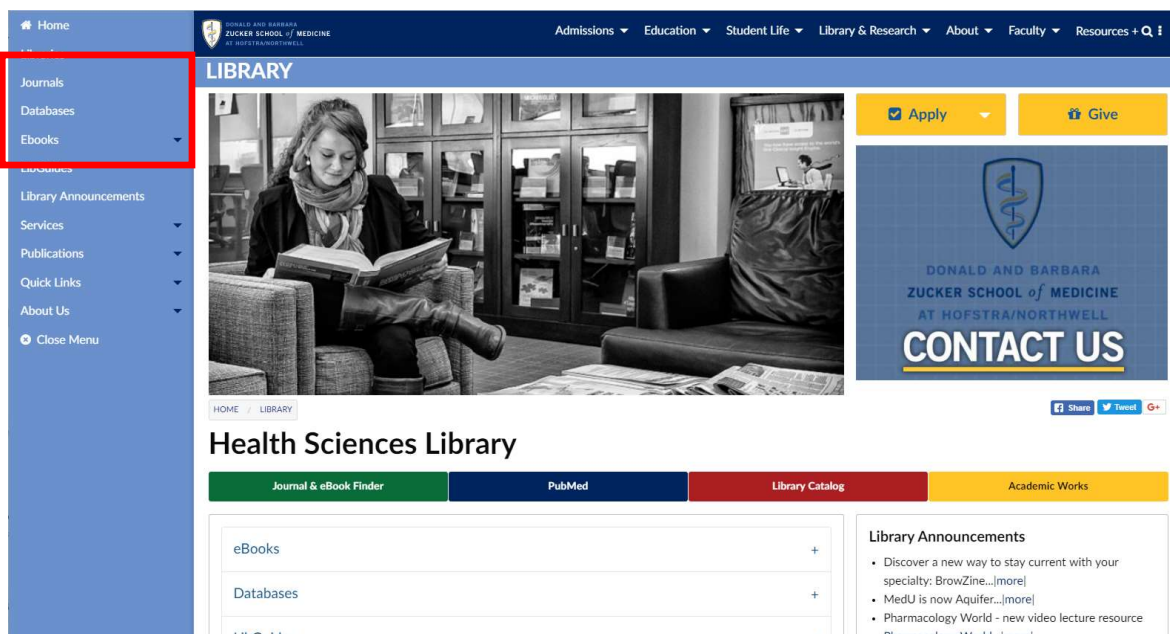 Home
Journals
Databases
Ebooks
LibGuides
Library Announcements
Services
Publications
Quick Links
About Us
Close Menu
DONALD AND BARBARA
ZUCKER SCHOOL of MEDICINE
AT HOFSTRA/NORTHWELL
Admissions Education Student Life Library & Research About Faculty Resources +
LIBRARY
Apply
Give
DONALD AND BARBARA
ZUCKER SCHOOL of MEDICINE
AT HOFSTRA/NORTHWELL
CONTACT US
HOME / LIBRARY
Share Tweet G+
Health Sciences Library
Journal & eBook Finder PubMed Library Catalog Academic Works
eBooks +
Databases +
Library Announcements
• Discover a new way to stay current with your
specialty: BrowZine...|more|
• MedU is now Aquifer...|more|
• Pharmacology World - new video lecture resource